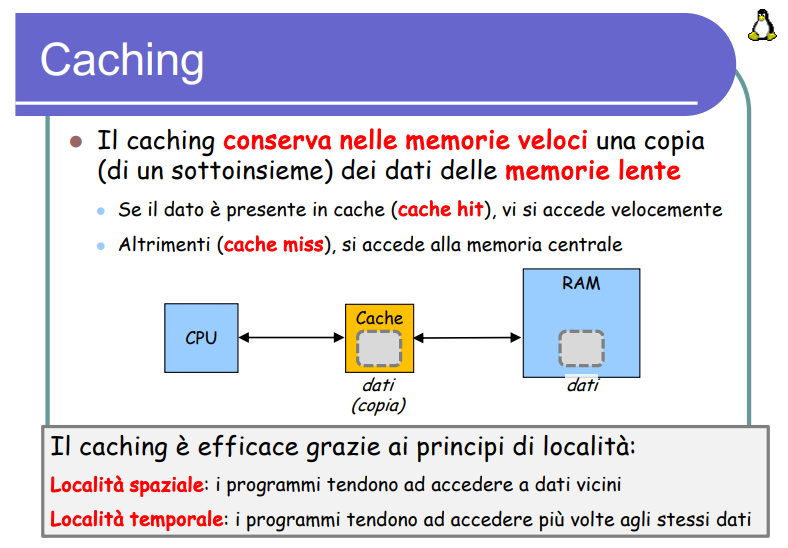 Caching
Il caching conserva nelle memorie veloci una copia
(di un sottoinsieme) dei dati delle memorie lente
Se il dato è presente in cache (cache hit), vi si accede velocemente
Altrimenti (cache miss), si accede alla memoria centrale
RAM
Cache
CPU
dati
(copia)
dati
Il caching è efficace grazie ai principi di località:
Località spaziale: i programmi tendono ad accedere a dati vicini
Località temporale: i programmi tendono ad accedere più volte agli stessi dati